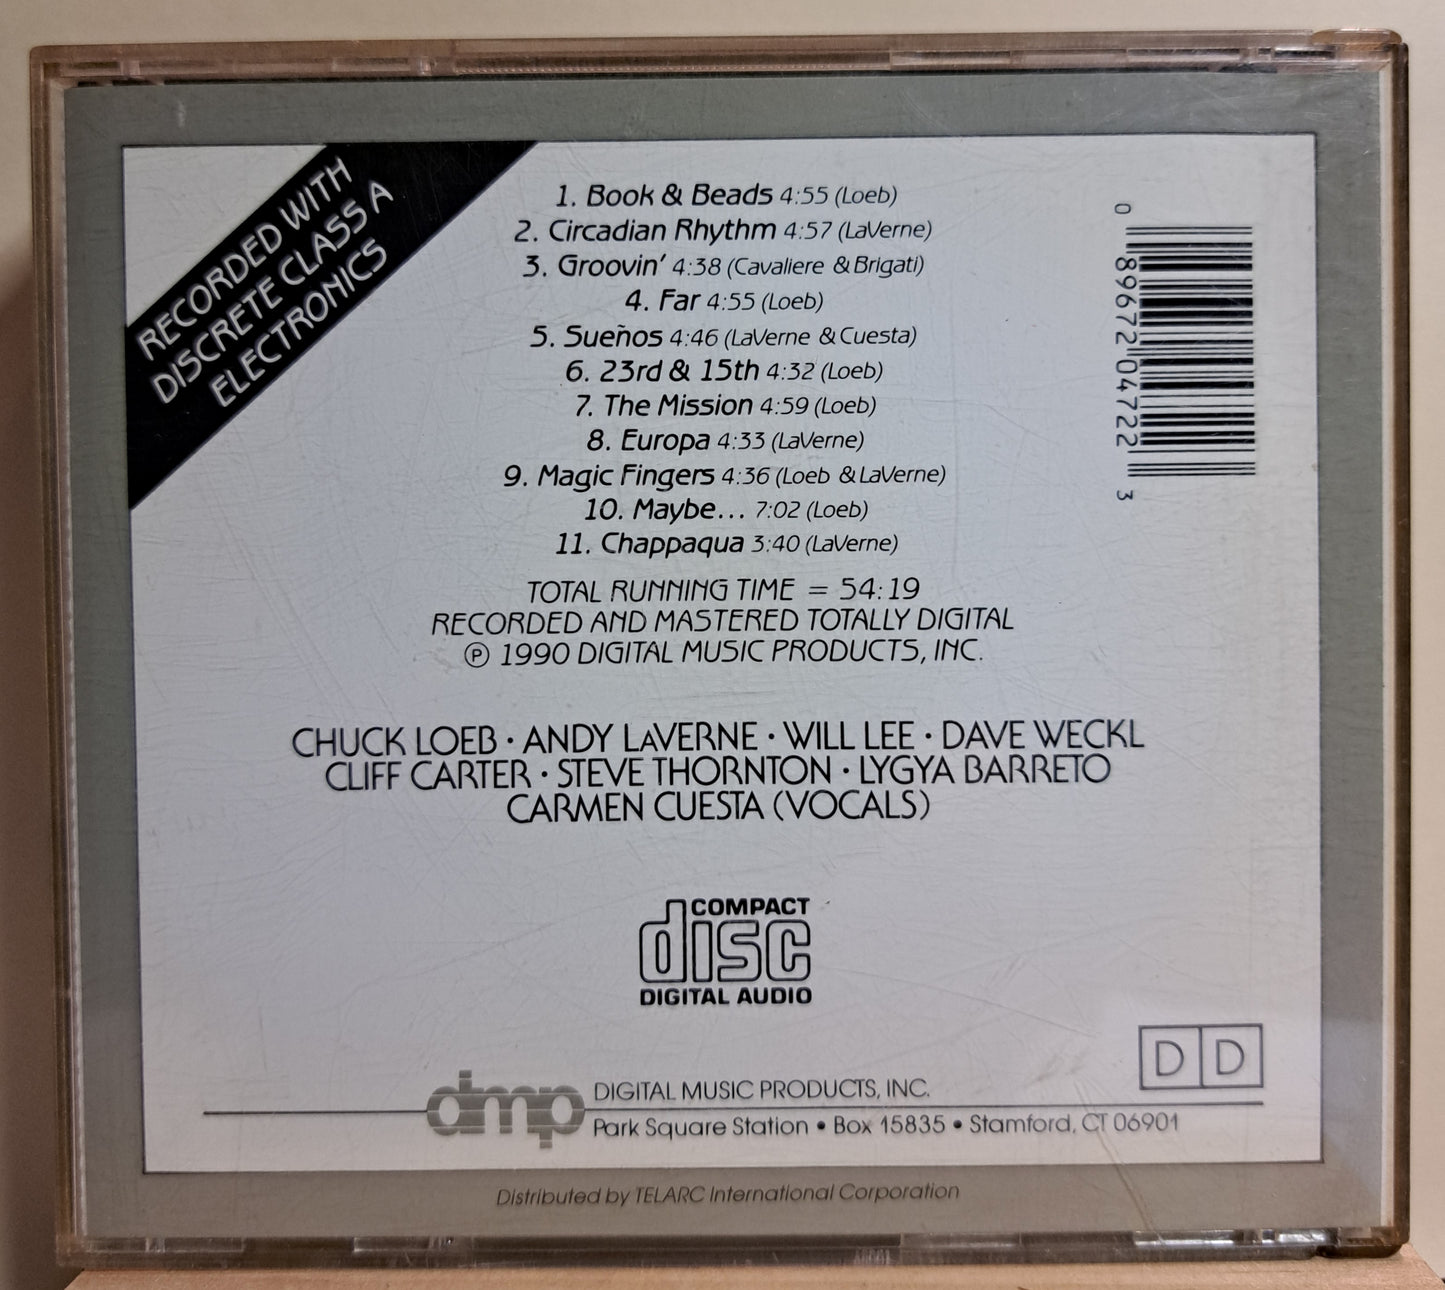 RECORDED WITH
DISCRETE CLASS A
ELECTRONICS
1. Book & Beads 4:55 (Loeb)
2. Circadian Rhythm 4:57 (LaVerne)
3. Groovin' 4:38 (Cavaliere & Brigati)
4. Far 4:55 (Loeb)
5. Sueños 4:46 (LaVerne & Cuesta)
6. 23rd & 15th 4:32 (Loeb)
7. The Mission 4:59 (Loeb)
8. Europa 4:33 (LaVerne)
9. Magic Fingers 4:36 (Loeb & LaVerne)
10. Maybe... 7:02 (Loeb)
11. Chappaqua 3:40 (LaVerne)
0 89672 04722 3
TOTAL RUNNING TIME = 54:19
RECORDED AND MASTERED TOTALLY DIGITAL
℗ 1990 DIGITAL MUSIC PRODUCTS, INC.
CHUCK LOEB · ANDY LAVERNE · WILL LEE · DAVE WECKL
CLIFF CARTER · STEVE THORNTON · LYGYA BARRETO
CARMEN CUESTA (VOCALS)
COMPACT
disc
DIGITAL AUDIO
D D
dmp DIGITAL MUSIC PRODUCTS, INC.
Park Square Station • Box 15835 • Stamford, CT 06901
Distributed by TELARC International Corporation